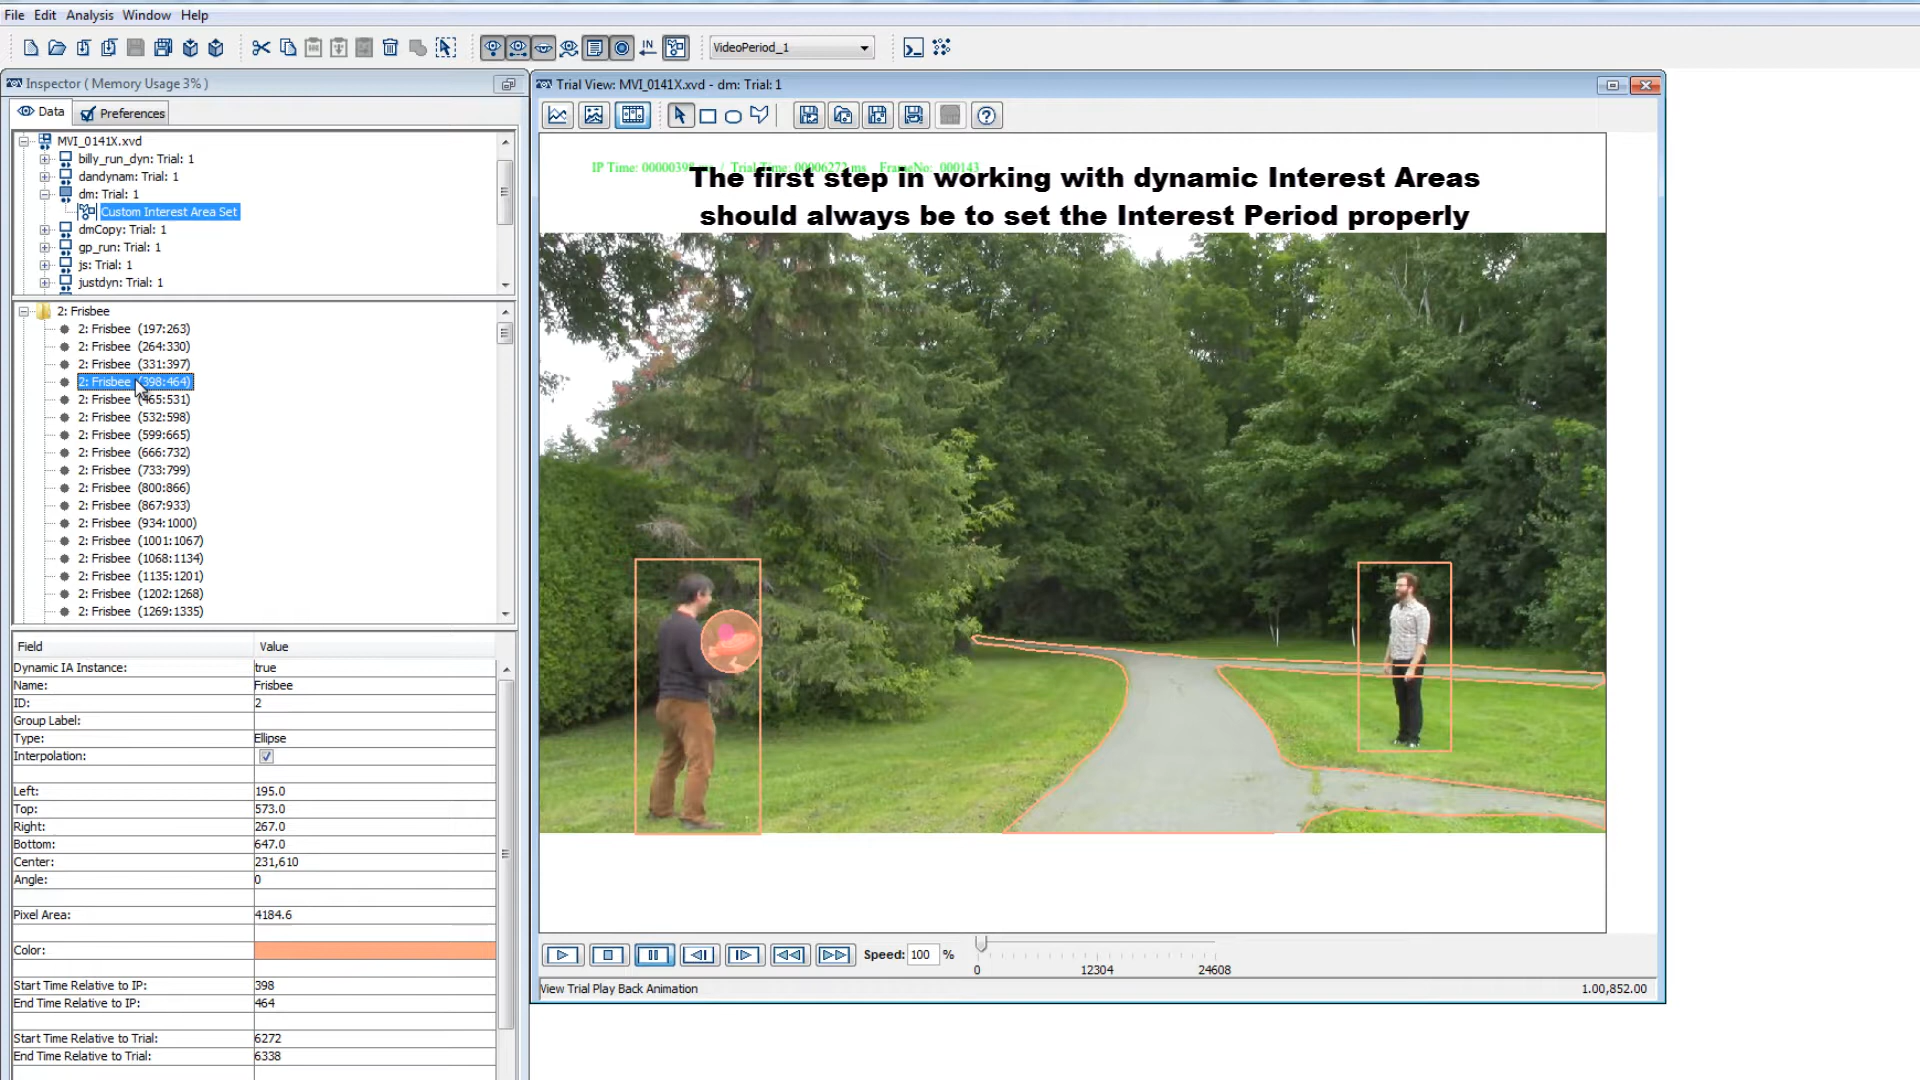 File Edit Analysis Window Help
VideoPeriod_1
IN
Inspector ( Memory Usage 3% )
Data Preferences
MVI_0141X.xvd
billy_run_dyn: Trial: 1
dandynam: Trial: 1
dm: Trial: 1
Custom Interest Area Set
dmCopy: Trial: 1
gp_run: Trial: 1
js: Trial: 1
justdyn: Trial: 1
2: Frisbee
2: Frisbee (197:263)
2: Frisbee (264:330)
2: Frisbee (331:397)
2: Frisbee (398:464)
2: Frisbee (465:531)
2: Frisbee (532:598)
2: Frisbee (599:665)
2: Frisbee (666:732)
2: Frisbee (733:799)
2: Frisbee (800:866)
2: Frisbee (867:933)
2: Frisbee (934:1000)
2: Frisbee (1001:1067)
2: Frisbee (1068:1134)
2: Frisbee (1135:1201)
2: Frisbee (1202:1268)
2: Frisbee (1269:1335)
Field Value
Dynamic IA Instance: true
Name: Frisbee
ID: 2
Group Label:
Type: Ellipse
Interpolation:
Left: 195.0
Top: 573.0
Right: 267.0
Bottom: 647.0
Center: 231,610
Angle: 0
Pixel Area: 4184.6
Color:
Start Time Relative to IP: 398
End Time Relative to IP: 464
Start Time Relative to Trial: 6272
End Time Relative to Trial: 6338
Trial View: MVI_0141X.xvd - dm: Trial: 1
IP Time: 00000398 ms / Trial Time: 00006272 ms FrameNo: 000143
The first step in working with dynamic Interest Areas
should always be to set the Interest Period properly
Speed: 100 %
0 12304 24608
View Trial Play Back Animation 1.00,852.00